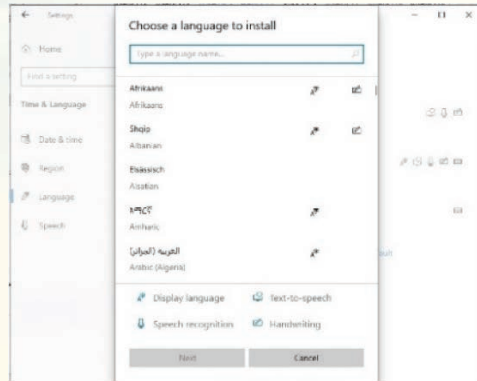 Settings
Home
Find a setting
Time & Language
Date & time
Region
Language
Speech
Choose a language to install
Type a language name...
Afrikaans
Afrikaans
Shqip
Albanian
Elsässisch
Alsatian
አማርኛ
Amharic
العربية (الجزائر)
Arabic (Algeria)
Display language
Text-to-speech
Speech recognition
Handwriting
Next
Cancel